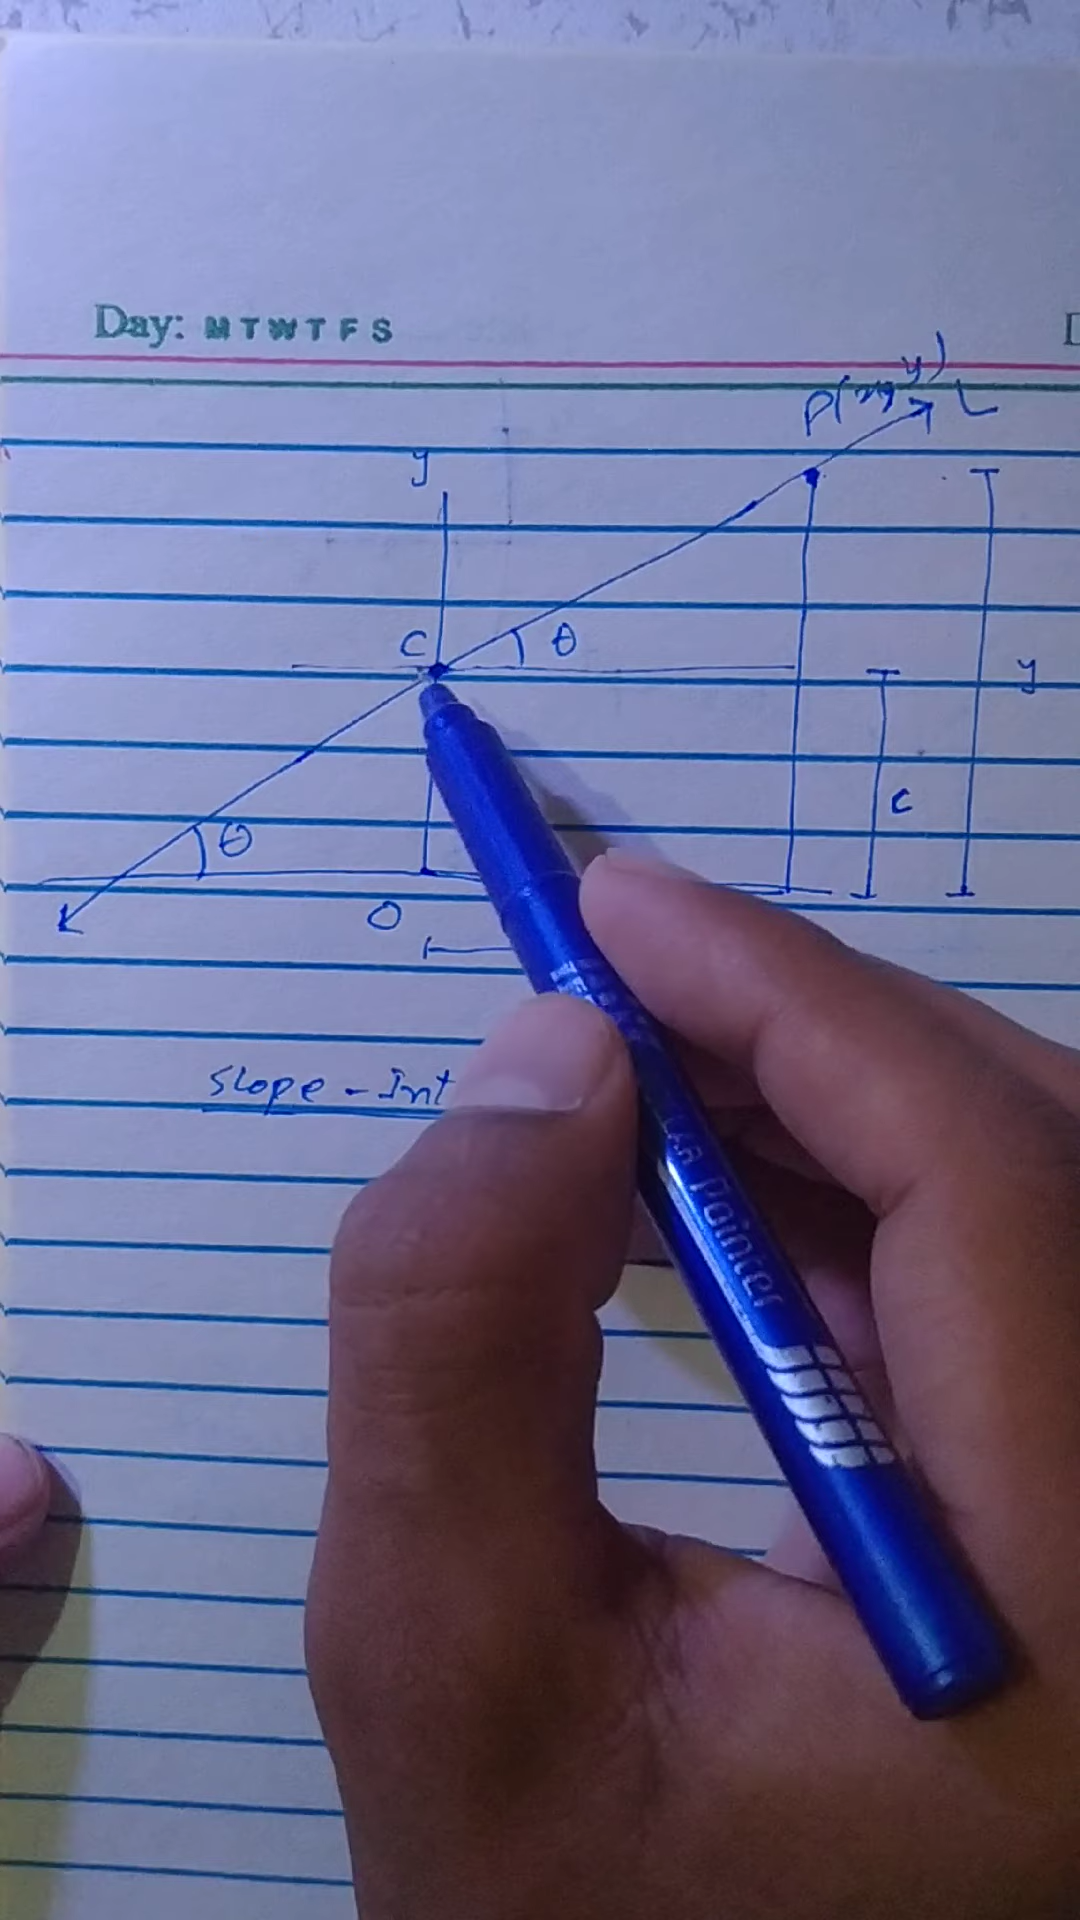 Day: M T W T F S
P(x, y)
L
y
C
θ
y
c
θ
O
Slope - Int
Pointer